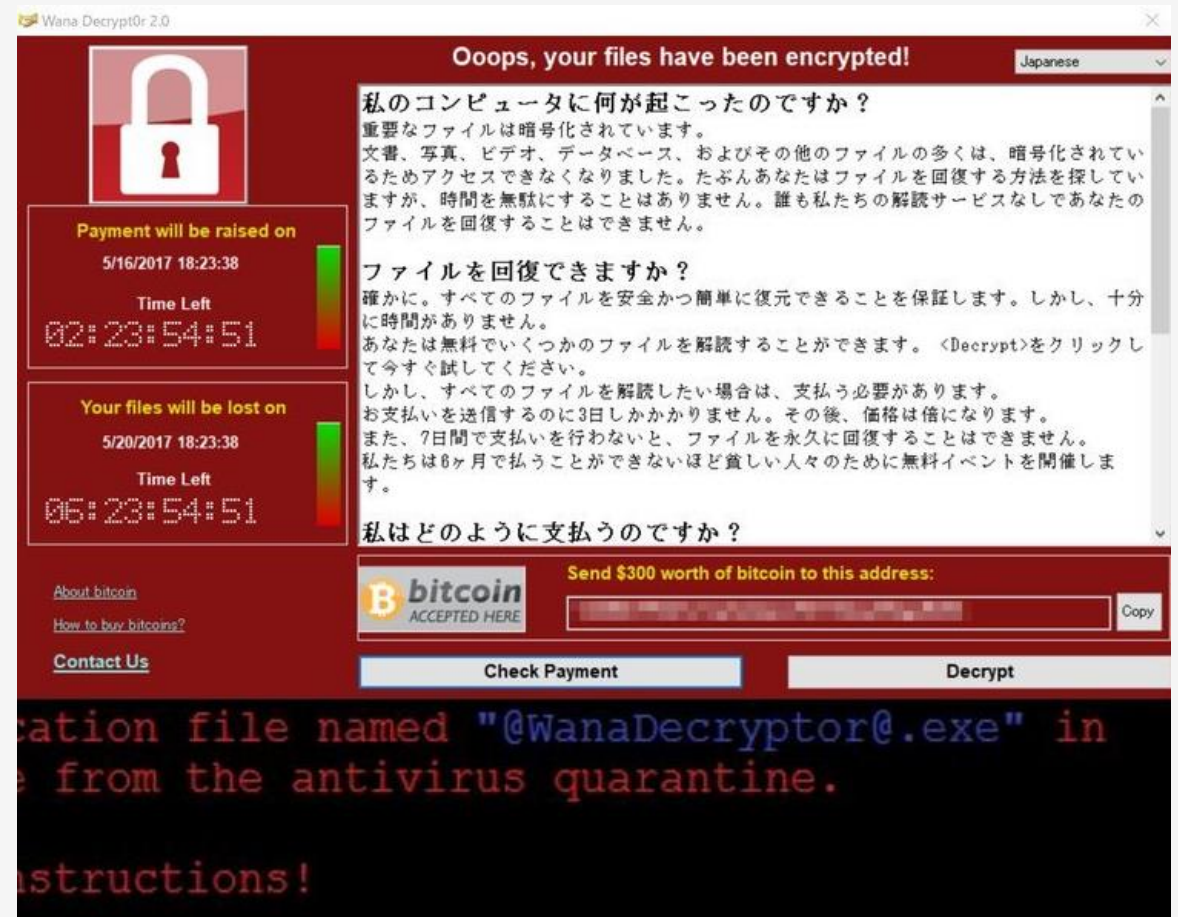 Wana Decrypt0r 2.0
Ooops, your files have been encrypted!
Japanese
私のコンピュータに何が起こったのですか？
重要なファイルは暗号化されています。
文書、写真、ビデオ、データベース、およびその他のファイルの多くは、暗号化されてい
るためアクセスできなくなりました。たぶんあなたはファイルを回復する方法を探してい
ますが、時間を無駄にすることはありません。誰も私たちの解読サービスなしであなたの
ファイルを回復することはできません。
ファイルを回復できますか？
確かに。すべてのファイルを安全かつ簡単に復元できることを保証します。しかし、十分
に時間がありません。
あなたは無料でいくつかのファイルを解読することができます。 <Decrypt>をクリックし
て今すぐ試してください。
しかし、すべてのファイルを解読したい場合は、支払う必要があります。
お支払いを送信するのに3日しかかかりません。その後、価格は倍になります。
また、7日間で支払いを行わないと、ファイルを永久に回復することはできません。
私たちは6ヶ月で払うことができないほど貧しい人々のために無料イベントを開催しま
す。
私はどのように支払うのですか？
Payment will be raised on
5/16/2017 18:23:38
Time Left
02:23:54:51
Your files will be lost on
5/20/2017 18:23:38
Time Left
06:23:54:51
About bitcoin
How to buy bitcoins?
Contact Us
bitcoin
ACCEPTED HERE
Send $300 worth of bitcoin to this address:
Copy
Check Payment
Decrypt
cation file named "@WanaDecryptor@.exe" in
e from the antivirus quarantine.
nstructions!